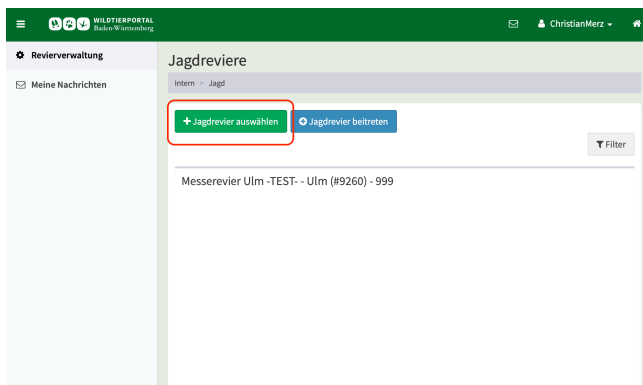 WILDTIERPORTAL
Baden-Württemberg
ChristianMerz
Revierverwaltung
Meine Nachrichten
Jagdreviere
Intern > Jagd
Jagdrevier auswählen
Jagdrevier beitreten
Filter
Messerevier Ulm -TEST- - Ulm (#9260) - 999